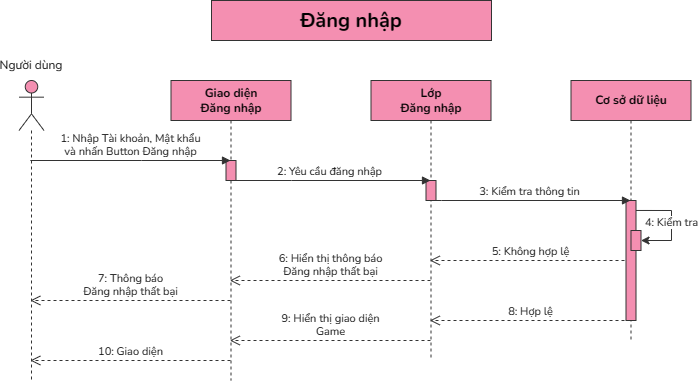 Đăng nhập
Người dùng
Giao diện
Đăng nhập
Lớp
Đăng nhập
Cơ sở dữ liệu
1: Nhập Tài khoản, Mật khẩu
và nhấn Button Đăng nhập
2: Yêu cầu đăng nhập
3: Kiểm tra thông tin
4: Kiểm tra
5: Không hợp lệ
6: Hiển thị thông báo
Đăng nhập thất bại
7: Thông báo
Đăng nhập thất bại
8: Hợp lệ
9: Hiển thị giao diện
Game
10: Giao diện